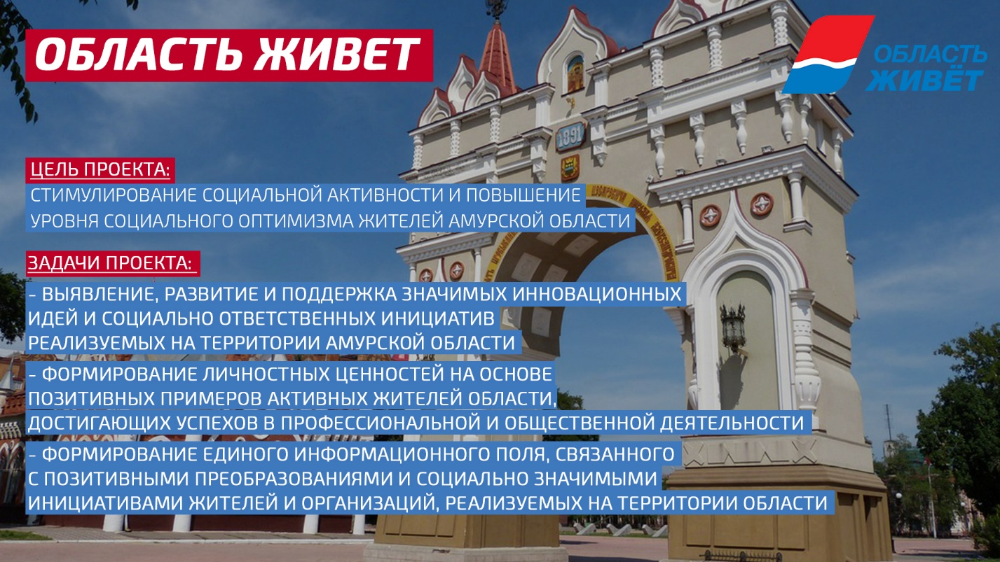 ОБЛАСТЬ ЖИВЕТ
ОБЛАСТЬ
ЖИВЁТ
1891
ЦЕЛЬ ПРОЕКТА:
СТИМУЛИРОВАНИЕ СОЦИАЛЬНОЙ АКТИВНОСТИ И ПОВЫШЕНИЕ
УРОВНЯ СОЦИАЛЬНОГО ОПТИМИЗМА ЖИТЕЛЕЙ АМУРСКОЙ ОБЛАСТИ
ЗАДАЧИ ПРОЕКТА:
- ВЫЯВЛЕНИЕ, РАЗВИТИЕ И ПОДДЕРЖКА ЗНАЧИМЫХ ИННОВАЦИОННЫХ
ИДЕЙ И СОЦИАЛЬНО ОТВЕТСТВЕННЫХ ИНИЦИАТИВ
РЕАЛИЗУЕМЫХ НА ТЕРРИТОРИИ АМУРСКОЙ ОБЛАСТИ
- ФОРМИРОВАНИЕ ЛИЧНОСТНЫХ ЦЕННОСТЕЙ НА ОСНОВЕ
ПОЗИТИВНЫХ ПРИМЕРОВ АКТИВНЫХ ЖИТЕЛЕЙ ОБЛАСТИ,
ДОСТИГАЮЩИХ УСПЕХОВ В ПРОФЕССИОНАЛЬНОЙ И ОБЩЕСТВЕННОЙ ДЕЯТЕЛЬНОСТИ
- ФОРМИРОВАНИЕ ЕДИНОГО ИНФОРМАЦИОННОГО ПОЛЯ, СВЯЗАННОГО
С ПОЗИТИВНЫМИ ПРЕОБРАЗОВАНИЯМИ И СОЦИАЛЬНО ЗНАЧИМЫМИ
ИНИЦИАТИВАМИ ЖИТЕЛЕЙ И ОРГАНИЗАЦИЙ, РЕАЛИЗУЕМЫХ НА ТЕРРИТОРИИ ОБЛАСТИ